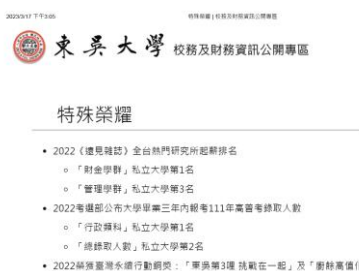 2023/3/17 下午3:05 特殊榮耀 | 校務及財務資訊公開專區
東吳大學 校務及財務資訊公開專區
特殊榮耀
• 2022《遠見雜誌》全台熱門研究所起薪排名
◦ 「財金學群」私立大學第1名
◦ 「管理學群」私立大學第3名
• 2022考選部公布大學畢業三年內報考111年高普考錄取人數
◦ 「行政類科」私立大學第1名
◦ 「總錄取人數」私立大學第2名
• 2022榮獲臺灣永續行動銅獎：「東吳第3哩 挑戰在一起」及「廚餘高值